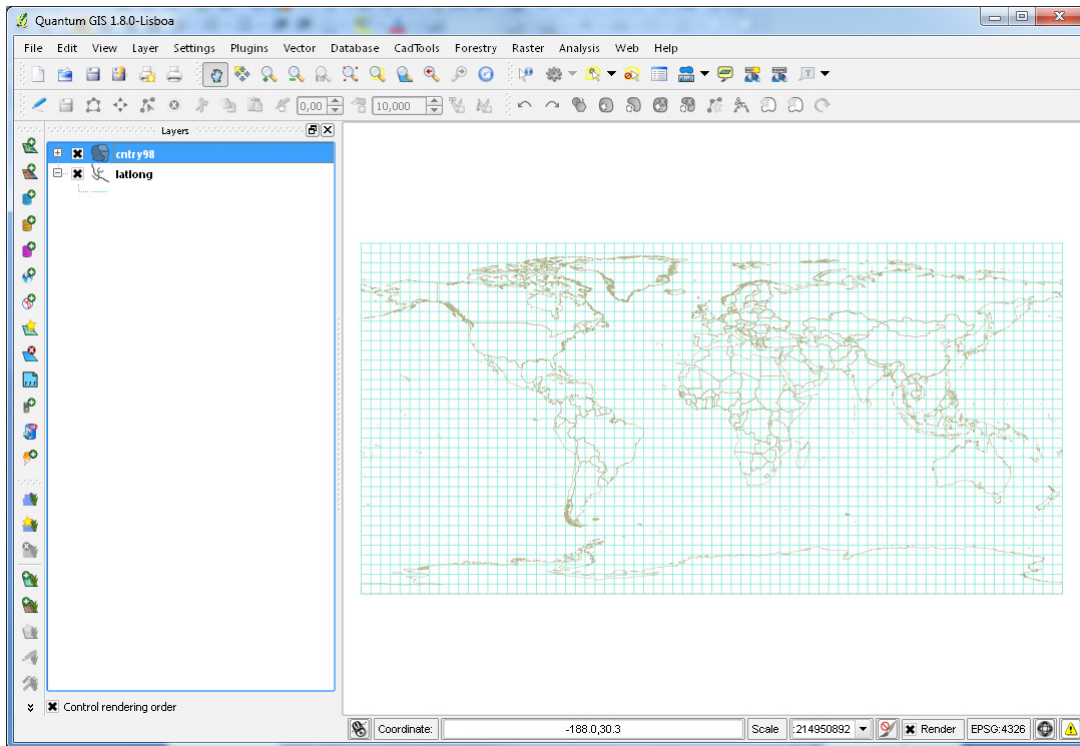 Quantum GIS 1.8.0-Lisboa
File Edit View Layer Settings Plugins Vector Database CadTools Forestry Raster Analysis Web Help
0,00 10,000
Layers
cntry98
latlong
Control rendering order
Coordinate: -188.0,30.3 Scale :214950892 Render EPSG:4326